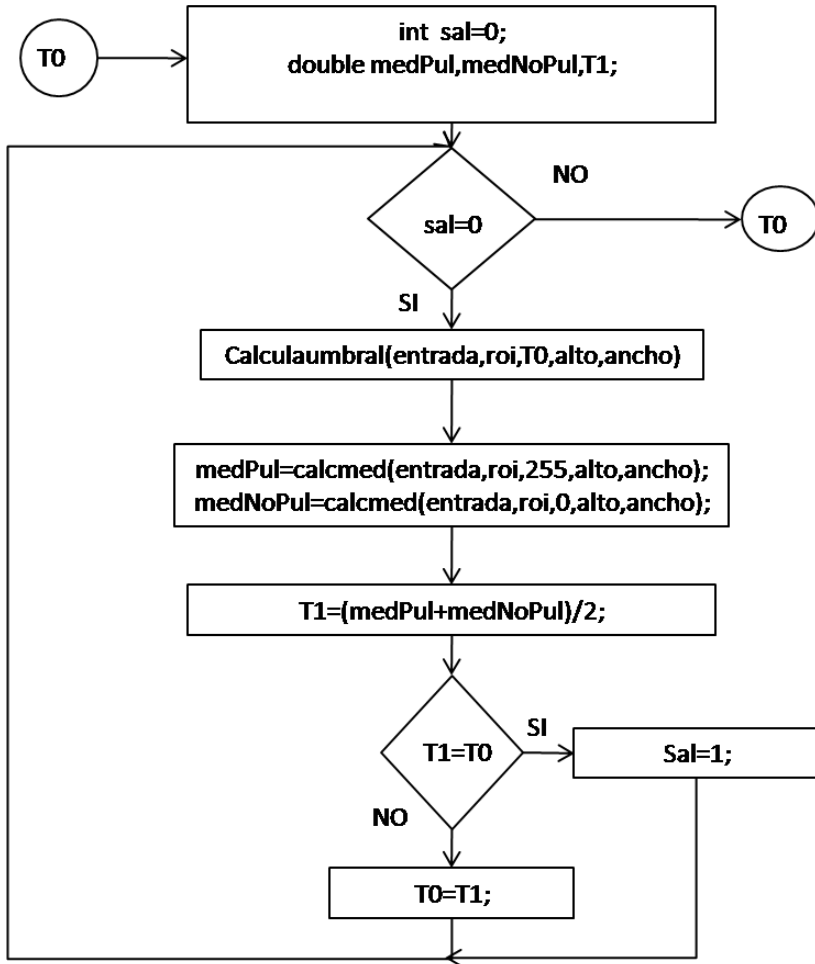 T0
int sal=0;
double medPul,medNoPul,T1;
sal=0
NO
T0
SI
Calculaumbral(entrada,roi,T0,alto,ancho)
medPul=calcmed(entrada,roi,255,alto,ancho);
medNoPul=calcmed(entrada,roi,0,alto,ancho);
T1=(medPul+medNoPul)/2;
T1=T0
SI
Sal=1;
NO
T0=T1;